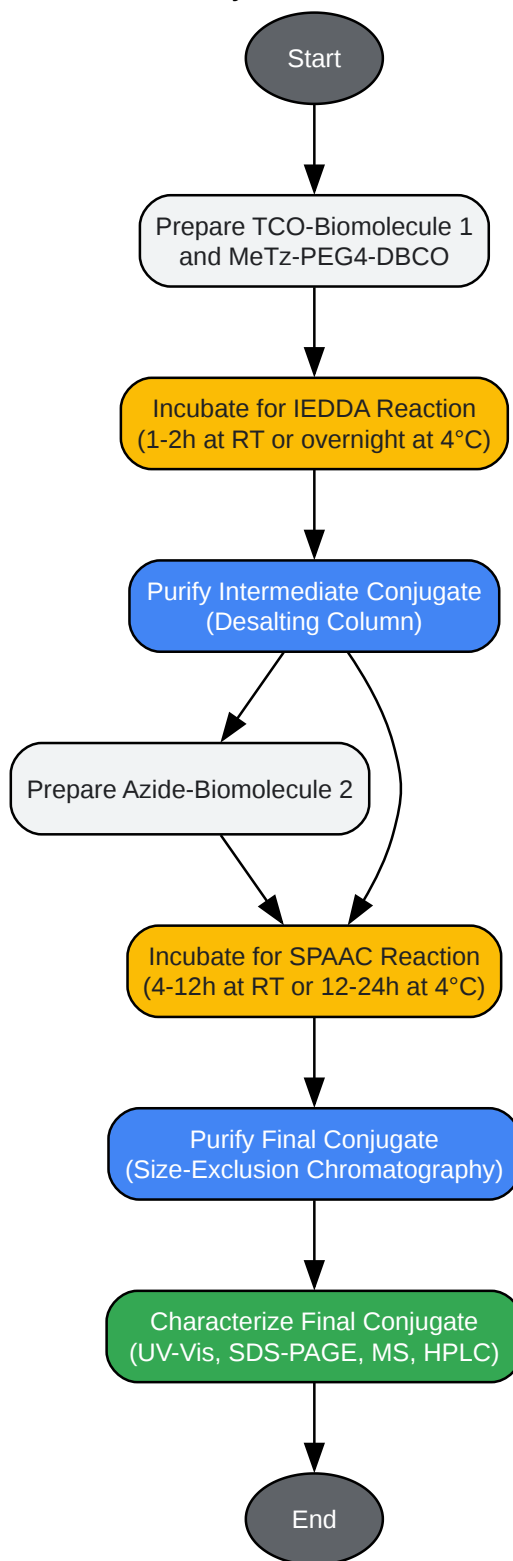 Start
Prepare TCO-Biomolecule 1
and MeTz-PEG4-DBCO
Incubate for IEDDA Reaction
(1-2h at RT or overnight at 4°C)
Purify Intermediate Conjugate
(Desalting Column)
Prepare Azide-Biomolecule 2
Incubate for SPAAC Reaction
(4-12h at RT or 12-24h at 4°C)
Purify Final Conjugate
(Size-Exclusion Chromatography)
Characterize Final Conjugate
(UV-Vis, SDS-PAGE, MS, HPLC)
End